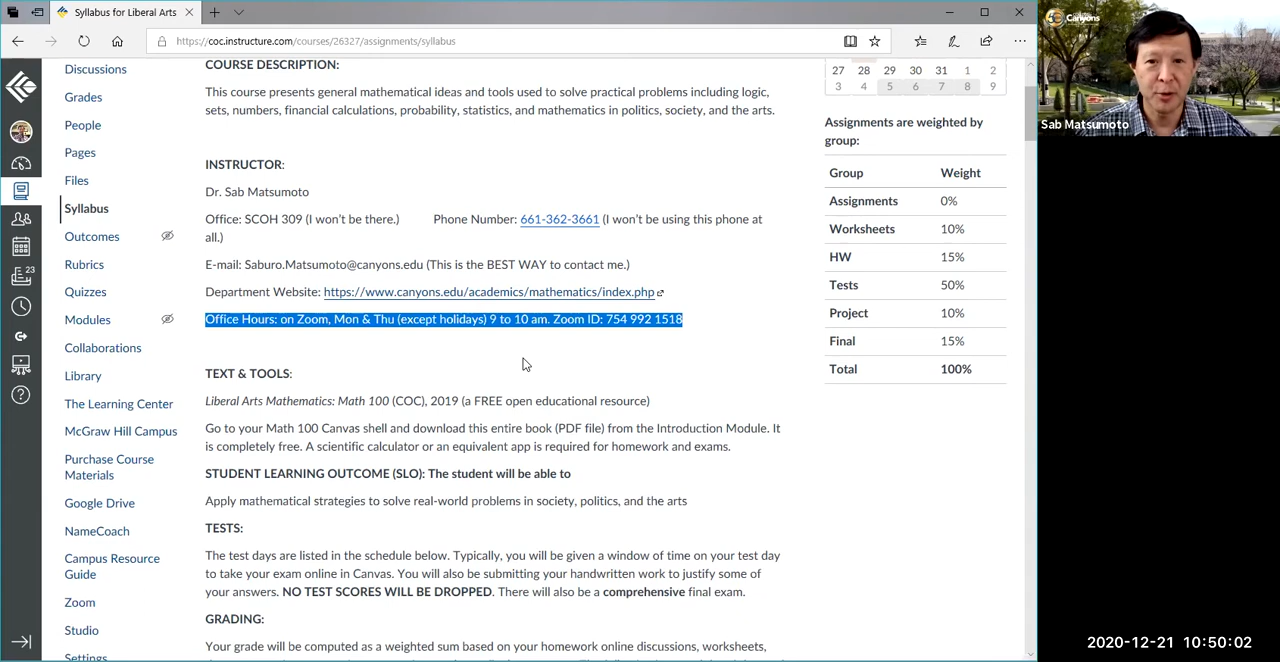 Syllabus for Liberal Arts
https://coc.instructure.com/courses/26327/assignments/syllabus
Discussions
Grades
People
Pages
Files
Syllabus
Outcomes
Rubrics
Quizzes
Modules
Collaborations
Library
The Learning Center
McGraw Hill Campus
Purchase Course
Materials
Google Drive
NameCoach
Campus Resource
Guide
Zoom
Studio
Settings
23
COURSE DESCRIPTION:
This course presents general mathematical ideas and tools used to solve practical problems including logic,
sets, numbers, financial calculations, probability, statistics, and mathematics in politics, society, and the arts.
INSTRUCTOR:
Dr. Sab Matsumoto
Office: SCOH 309 (I won't be there.) Phone Number: 661-362-3661 (I won't be using this phone at
all.)
E-mail: Saburo.Matsumoto@canyons.edu (This is the BEST WAY to contact me.)
Department Website: https://www.canyons.edu/academics/mathematics/index.php
Office Hours: on Zoom, Mon & Thu (except holidays) 9 to 10 am. Zoom ID: 754 992 1518
TEXT & TOOLS:
Liberal Arts Mathematics: Math 100 (COC), 2019 (a FREE open educational resource)
Go to your Math 100 Canvas shell and download this entire book (PDF file) from the Introduction Module. It
is completely free. A scientific calculator or an equivalent app is required for homework and exams.
STUDENT LEARNING OUTCOME (SLO): The student will be able to
Apply mathematical strategies to solve real-world problems in society, politics, and the arts
TESTS:
The test days are listed in the schedule below. Typically, you will be given a window of time on your test day
to take your exam online in Canvas. You will also be submitting your handwritten work to justify some of
your answers. NO TEST SCORES WILL BE DROPPED. There will also be a comprehensive final exam.
GRADING:
Your grade will be computed as a weighted sum based on your homework online discussions, worksheets,
27 28 29 30 31 1 2
3 4 5 6 7 8 9
Assignments are weighted by
group:
Group Weight
Assignments 0%
Worksheets 10%
HW 15%
Tests 50%
Project 10%
Final 15%
Total 100%
Canyons
Sab Matsumoto
2020-12-21 10:50:02